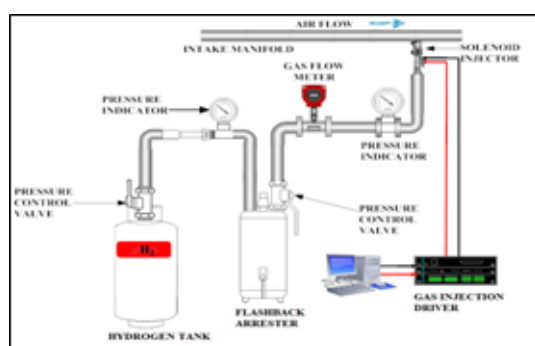 AIR FLOW
INTAKE MANIFOLD
SOLENOID
INJECTOR
GAS FLOW
METER
PRESSURE
INDICATOR
PRESSURE
INDICATOR
PRESSURE
CONTROL
VALVE
PRESSURE
CONTROL
VALVE
H₂
FLASHBACK
ARRESTER
GAS INJECTION
DRIVER
HYDROGEN TANK